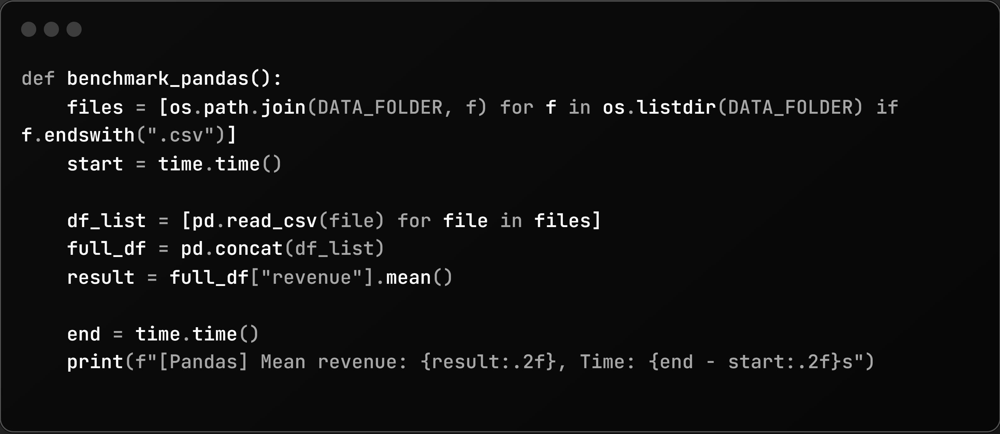 def benchmark_pandas():
    files = [os.path.join(DATA_FOLDER, f) for f in os.listdir(DATA_FOLDER) if
f.endswith(".csv")]
    start = time.time()

    df_list = [pd.read_csv(file) for file in files]
    full_df = pd.concat(df_list)
    result = full_df["revenue"].mean()

    end = time.time()
    print(f"[Pandas] Mean revenue: {result:.2f}, Time: {end - start:.2f}s")